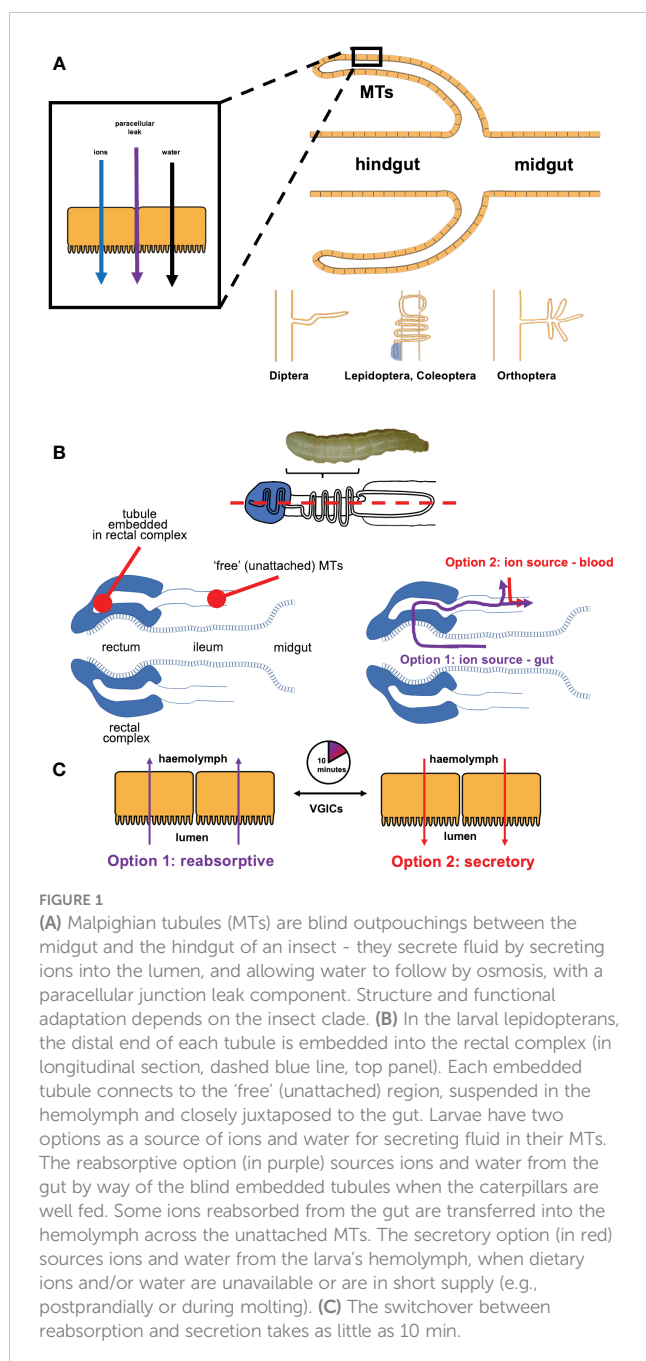 A
paracellular
leak
ions
water
MTs
hindgut
midgut
Diptera
Lepidoptera, Coleoptera
Orthoptera
B
tubule
embedded
in rectal complex
'free' (unattached) MTs
rectum
ileum
midgut
rectal
complex
Option 2: ion source - blood
Option 1: ion source - gut
C
haemolymph
lumen
Option 1: reabsorptive
10
minutes
VGICs
haemolymph
lumen
Option 2: secretory
FIGURE 1
(A) Malpighian tubules (MTs) are blind outpouchings between the
midgut and the hindgut of an insect - they secrete fluid by secreting
ions into the lumen, and allowing water to follow by osmosis, with a
paracellular junction leak component. Structure and functional
adaptation depends on the insect clade. (B) In the larval lepidopterans,
the distal end of each tubule is embedded into the rectal complex (in
longitudinal section, dashed blue line, top panel). Each embedded
tubule connects to the 'free' (unattached) region, suspended in the
hemolymph and closely juxtaposed to the gut. Larvae have two
options as a source of ions and water for secreting fluid in their MTs.
The reabsorptive option (in purple) sources ions and water from the
gut by way of the blind embedded tubules when the caterpillars are
well fed. Some ions reabsorbed from the gut are transferred into the
hemolymph across the unattached MTs. The secretory option (in red)
sources ions and water from the larva's hemolymph, when dietary
ions and/or water are unavailable or are in short supply (e.g.,
postprandially or during molting). (C) The switchover between
reabsorption and secretion takes as little as 10 min.